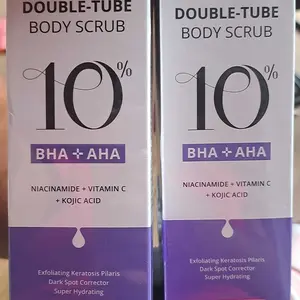 DOUBLE-TUBE
BODY SCRUB
10%
BHA + AHA
NIACINAMIDE + VITAMIN C
+ KOJIC ACID
Exfoliating Keratosis Pilaris
Dark Spot Corrector
Super Hydrating
DOUBLE-TUBE
BODY SCRUB
10%
BHA + AHA
NIACINAMIDE + VITAMIN C
+ KOJIC ACID
Exfoliating Keratosis Pilaris
Dark Spot Corrector
Super Hydrating